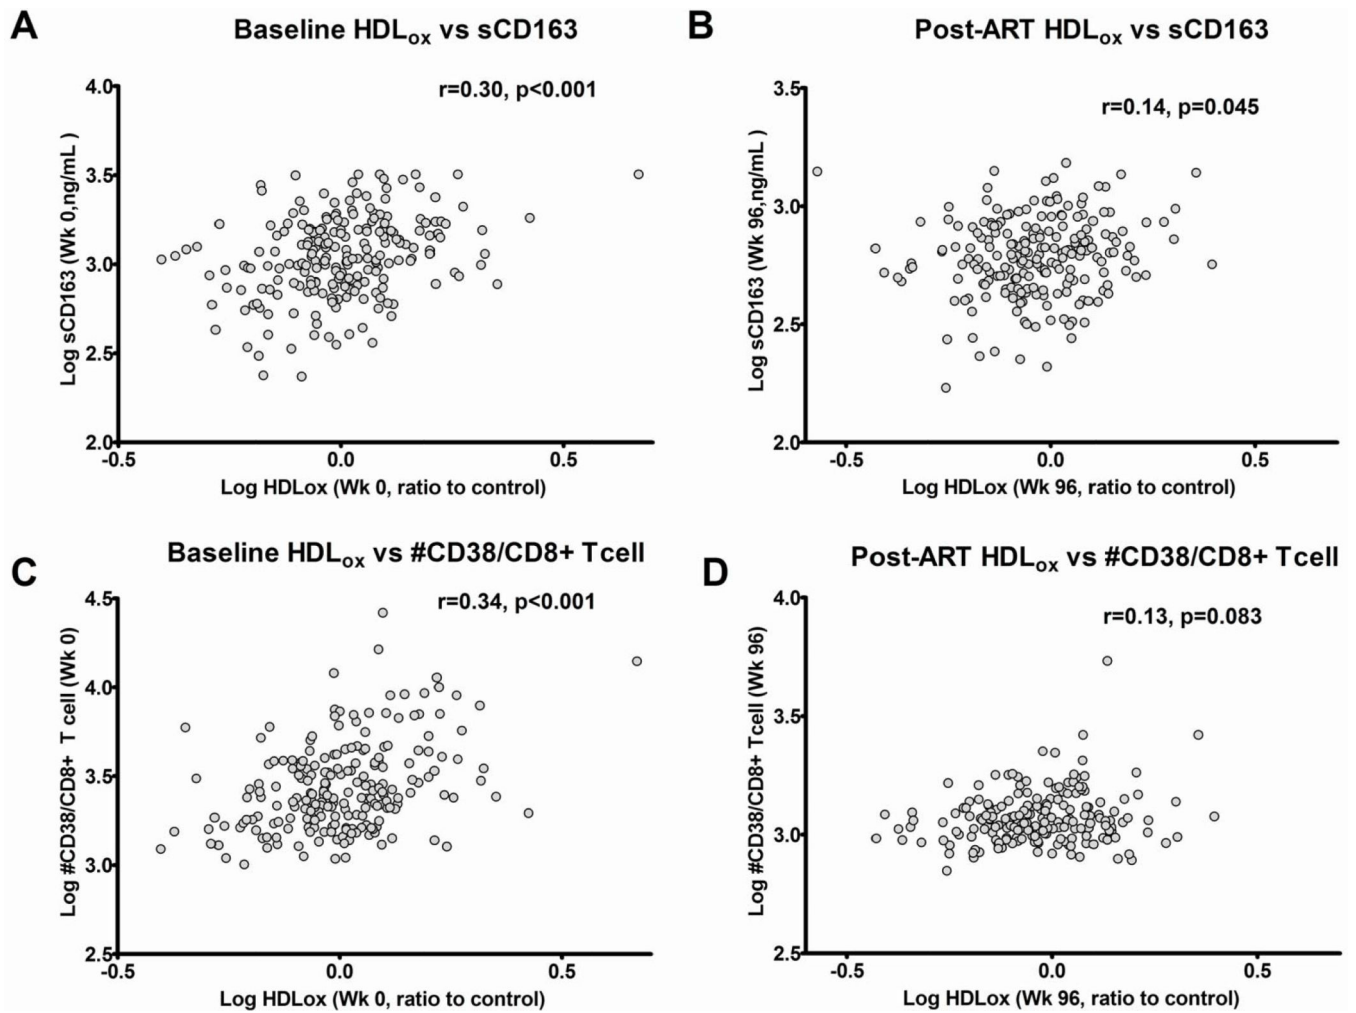 A
Baseline HDLox vs sCD163
r=0.30, p<0.001
Log sCD163 (Wk 0,ng/mL )
4.0
3.5
3.0
2.5
2.0
-0.5
0.0
0.5
Log HDLox (Wk 0, ratio to control)
B
Post-ART HDLox vs sCD163
r=0.14, p=0.045
Log sCD163 (Wk 96,ng/mL )
3.5
3.0
2.5
2.0
-0.5
0.0
0.5
Log HDLox (Wk 96, ratio to control)
C
Baseline HDLox vs #CD38/CD8+ Tcell
r=0.34, p<0.001
Log #CD38/CD8+ T cell (Wk 0)
4.5
4.0
3.5
3.0
2.5
-0.5
0.0
0.5
Log HDLox (Wk 0, ratio to control)
D
Post-ART HDLox vs #CD38/CD8+ Tcell
r=0.13, p=0.083
Log #CD38/CD8+ Tcell (Wk 96)
4.0
3.5
3.0
2.5
-0.5
0.0
0.5
Log HDLox (Wk 96, ratio to control)